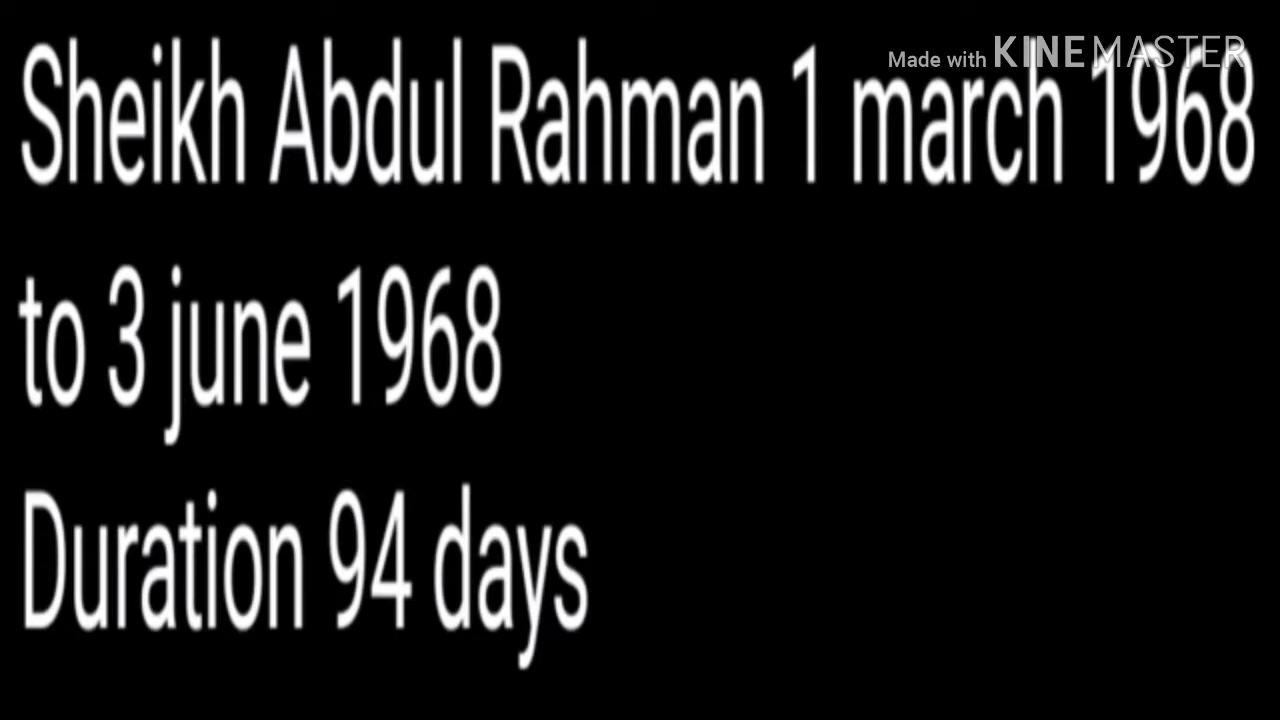 Made with KINEMASTER
Sheikh Abdul Rahman 1 march 1968
to 3 june 1968
Duration 94 days